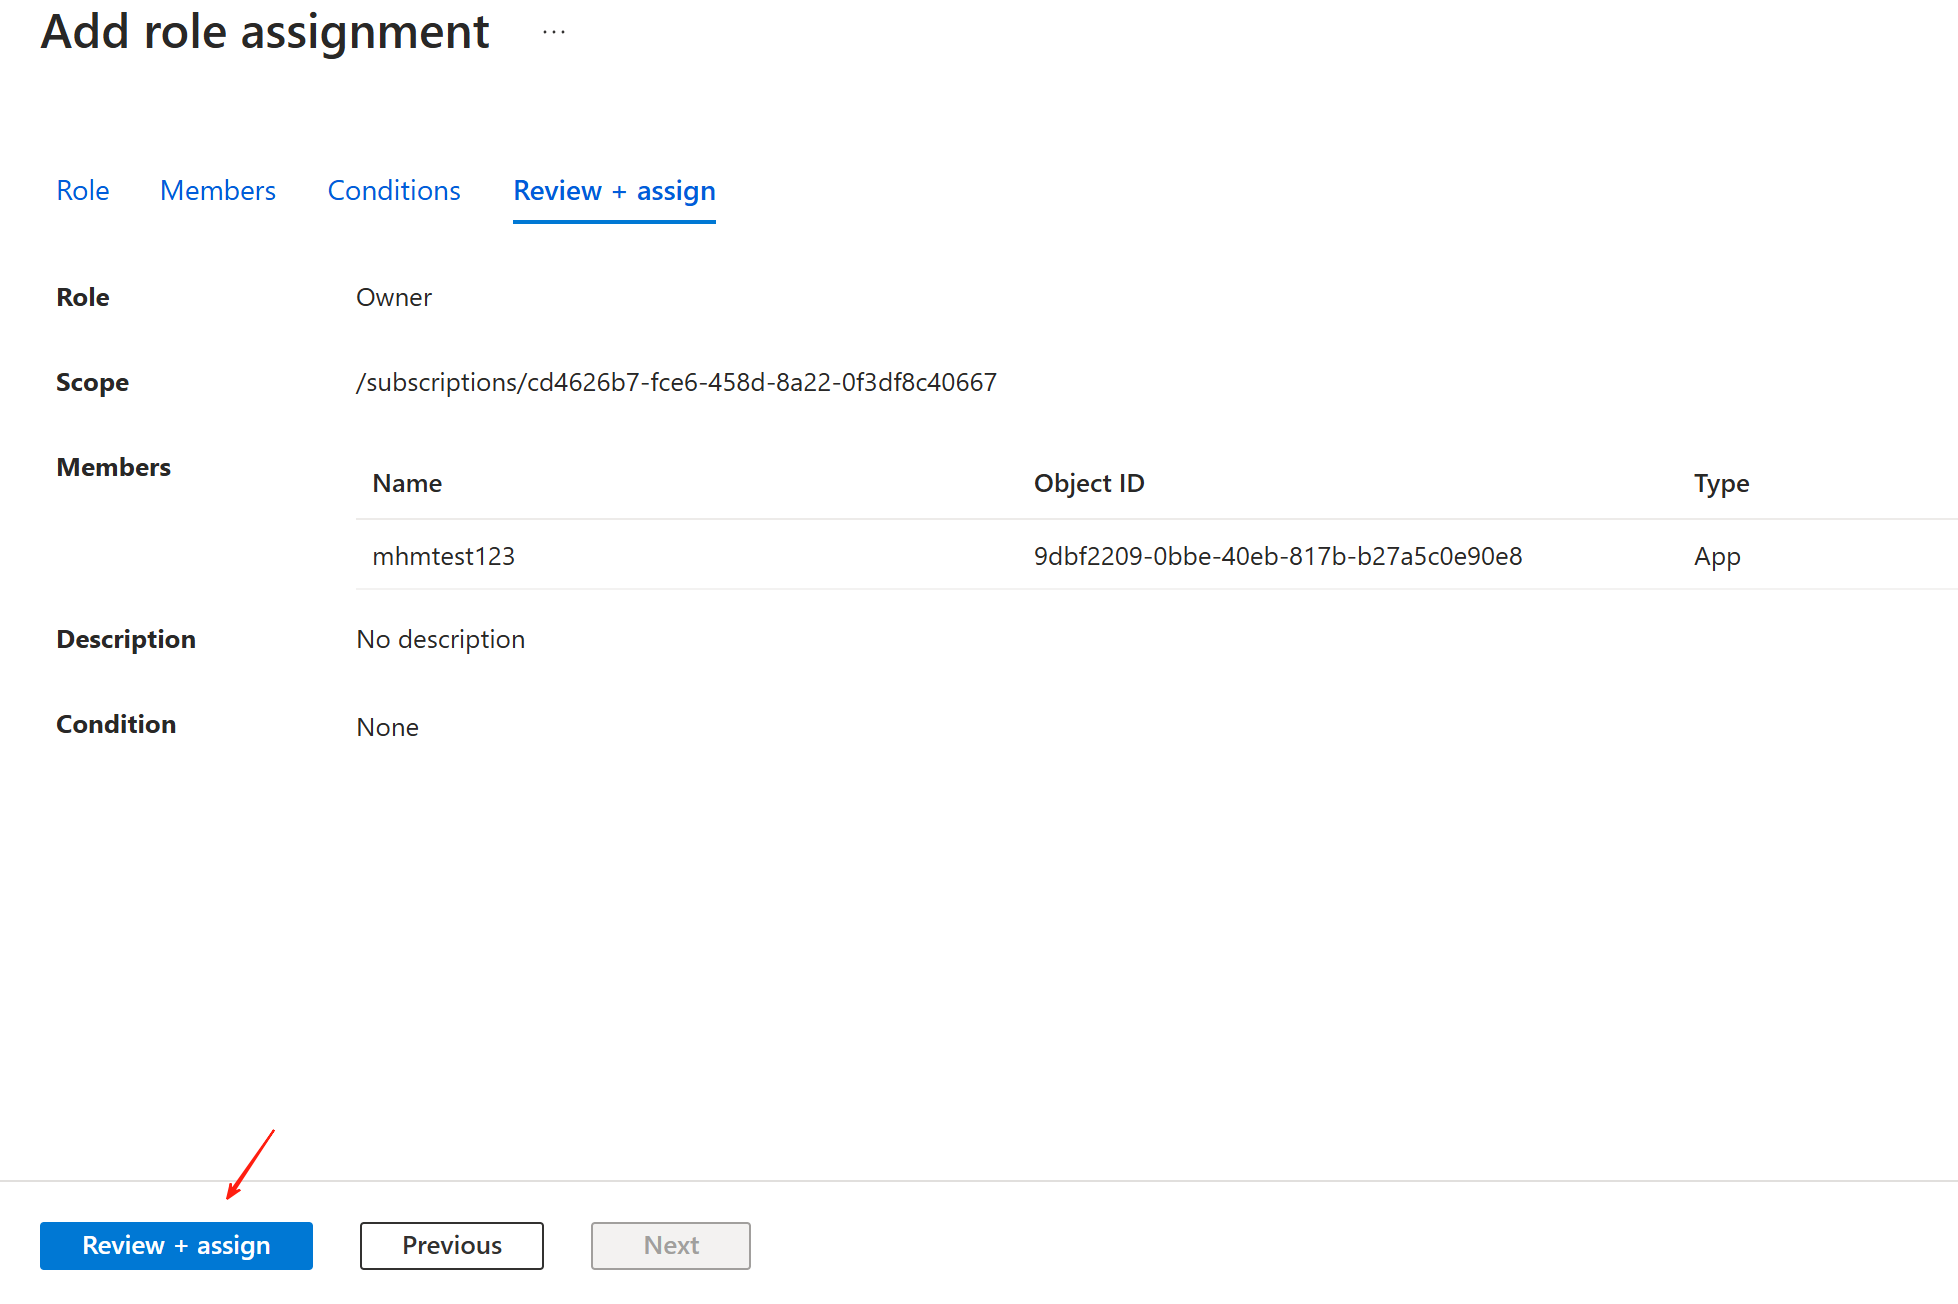 Add role assignment ...
Role Members Conditions Review + assign
Role Owner
Scope /subscriptions/cd4626b7-fce6-458d-8a22-0f3df8c40667
Members
Name Object ID Type
mhmtest123 9dbf2209-0bbe-40eb-817b-b27a5c0e90e8 App
Description No description
Condition None
Review + assign Previous Next